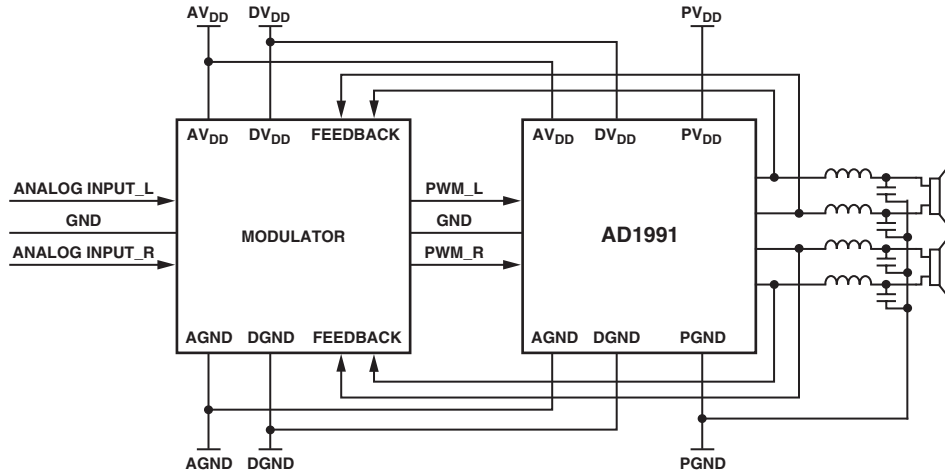 AVDD DVDD PVDD
AVDD DVDD FEEDBACK AVDD DVDD PVDD
ANALOG INPUT_L PWM_L
GND GND
MODULATOR AD1991
ANALOG INPUT_R PWM_R
AGND DGND FEEDBACK AGND DGND PGND
AGND DGND PGND